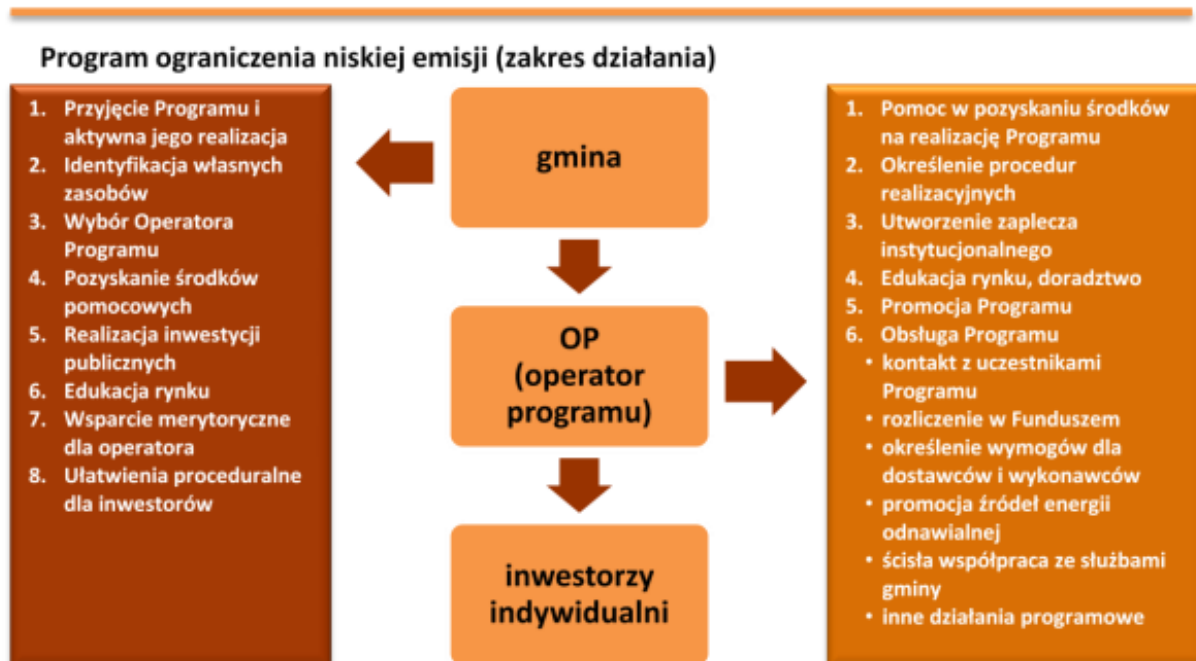 Program ograniczenia niskiej emisji (zakres działania)
1. Przyjęcie Programu i
aktywna jego realizacja
2. Identyfikacja własnych
zasobów
3. Wybór Operatora
Programu
4. Pozyskanie środków
pomocowych
5. Realizacja inwestycji
publicznych
6. Edukacja rynku
7. Wsparcie merytoryczne
dla operatora
8. Ułatwienia proceduralne
dla inwestorów
gmina
OP
(operator
programu)
inwestorzy
indywidualni
1. Pomoc w pozyskaniu środków
na realizację Programu
2. Określenie procedur
realizacyjnych
3. Utworzenie zaplecza
instytucjonalnego
4. Edukacja rynku, doradztwo
5. Promocja Programu
6. Obsługa Programu
• kontakt z uczestnikami
Programu
• rozliczenie w Funduszem
• określenie wymogów dla
dostawców i wykonawców
• promocja źródeł energii
odnawialnej
• ścisła współpraca ze służbami
gminy
• inne działania programowe